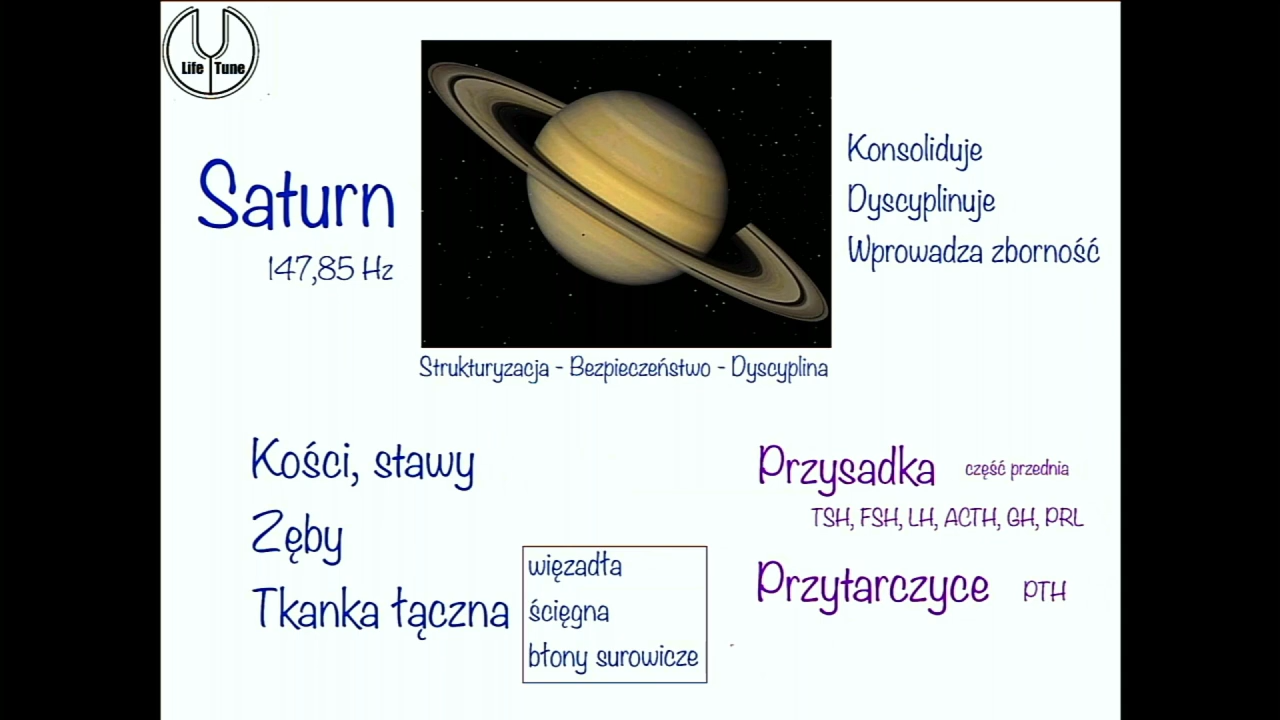 Life Tune
Saturn
147,85 Hz
Konsoliduje
Dyscyplinuje
Wprowadza zborność
Strukturyzacja - Bezpieczeństwo - Dyscyplina
Kości, stawy
Zęby
Tkanka łączna
więzadła
ścięgna
błony surowicze
Przysadka część przednia
TSH, FSH, LH, ACTH, GH, PRL
Przytarczyce PTH